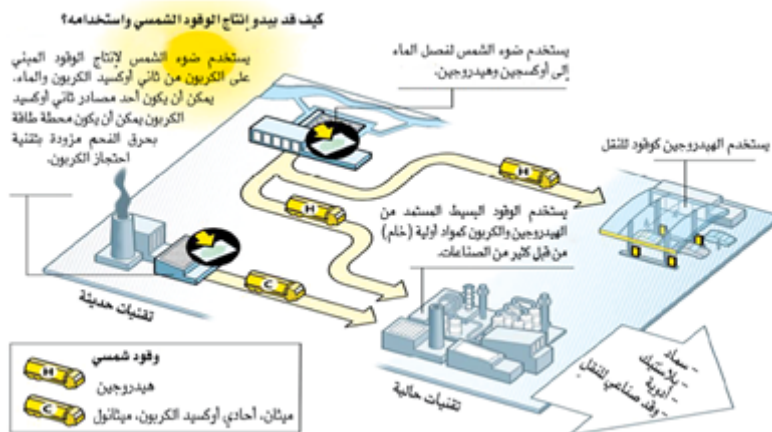 كيف قد يبدو إنتاج الوقود الشمسي واستخدامه؟
يستخدم ضوء الشمس لإنتاج الوقود المبني
على الكربون من ثاني أوكسيد الكربون والماء.
يمكن أن يكون أحد مصادر ثاني أوكسيد
الكربون يمكن أن يكون محطة طاقة
بحرق الفحم مزودة بتقنية
احتجاز الكربون.
يستخدم ضوء الشمس لفصل الماء
إلى أوكسجين وهيدروجين.
يستخدم الهيدروجين كوقود للنقل
H
H
يستخدم الوقود البسيط المستمد من
الهيدروجين والكربون كمواد أولية (خام)
من قبل كثير من الصناعات.
C
تقنيات حديثة
تقنيات حالية
- سماد
- بلاستيك
- أدوية
- وقد صناعي للنقل
وقود شمسي
H
هيدروجين
C
ميثان، أحادي أوكسيد الكربون، ميثانول